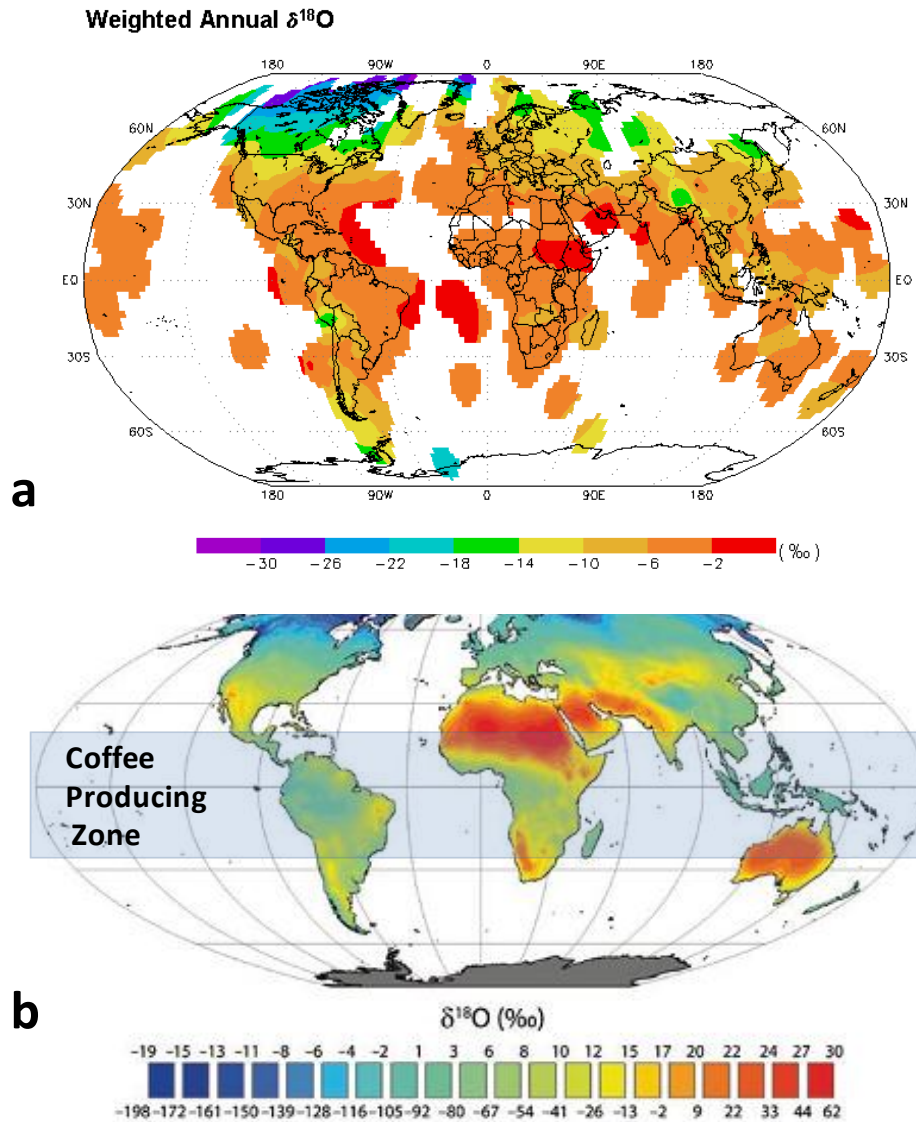 Weighted Annual δ¹⁸O
180 90W 0 90E 180
60N 60N
30N 30N
EQ EQ
30S 30S
60S 60S
180 90W 0 90E 180
a
−30 −26 −22 −18 −14 −10 −6 −2 (‰)
Coffee
Producing
Zone
b
δ¹⁸O (‰)
−19 −15 −13 −11 −8 −6 −4 −2 1 3 6 8 10 12 15 17 20 22 24 27 30
−198 −172 −161 −150 −139 −128 −116 −105 −92 −80 −67 −54 −41 −26 −13 −2 9 22 33 44 62